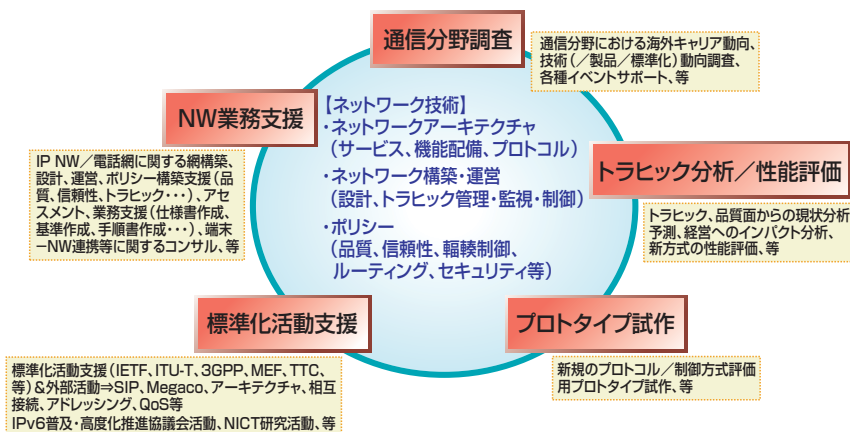 通信分野調査
通信分野における海外キャリア動向、
技術(／製品／標準化)動向調査、
各種イベントサポート、等
NW業務支援
IP NW／電話網に関する網構築、
設計、運営、ポリシー構築支援(品
質、信頼性、トラヒック・・・)、アセ
スメント、業務支援(仕様書作成、
基準作成、手順書作成・・・)、端末
−NW連携等に関するコンサル、等
【ネットワーク技術】
・ネットワークアーキテクチャ
(サービス、機能配備、プロトコル)
・ネットワーク構築・運営
(設計、トラヒック管理・監視・制御)
・ポリシー
(品質、信頼性、輻輳制御、
ルーティング、セキュリティ等)
トラヒック分析／性能評価
トラヒック、品質面からの現状分析
予測、経営へのインパクト分析、
新方式の性能評価、等
標準化活動支援
標準化活動支援(IETF、ITU-T、3GPP、MEF、TTC、
等)&外部活動⇒SIP、Megaco、アーキテクチャ、相互
接続、アドレッシング、QoS等
IPv6普及・高度化推進協議会活動、NICT研究活動、等
プロトタイプ試作
新規のプロトコル／制御方式評価
用プロトタイプ試作、等